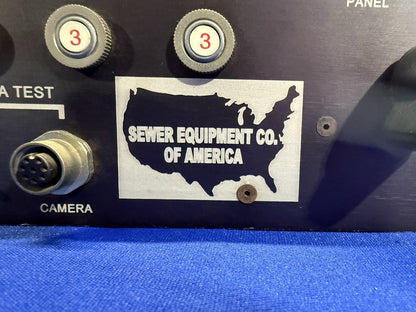 PANEL
3
3
A TEST
SEWER EQUIPMENT CO.
OF AMERICA
CAMERA